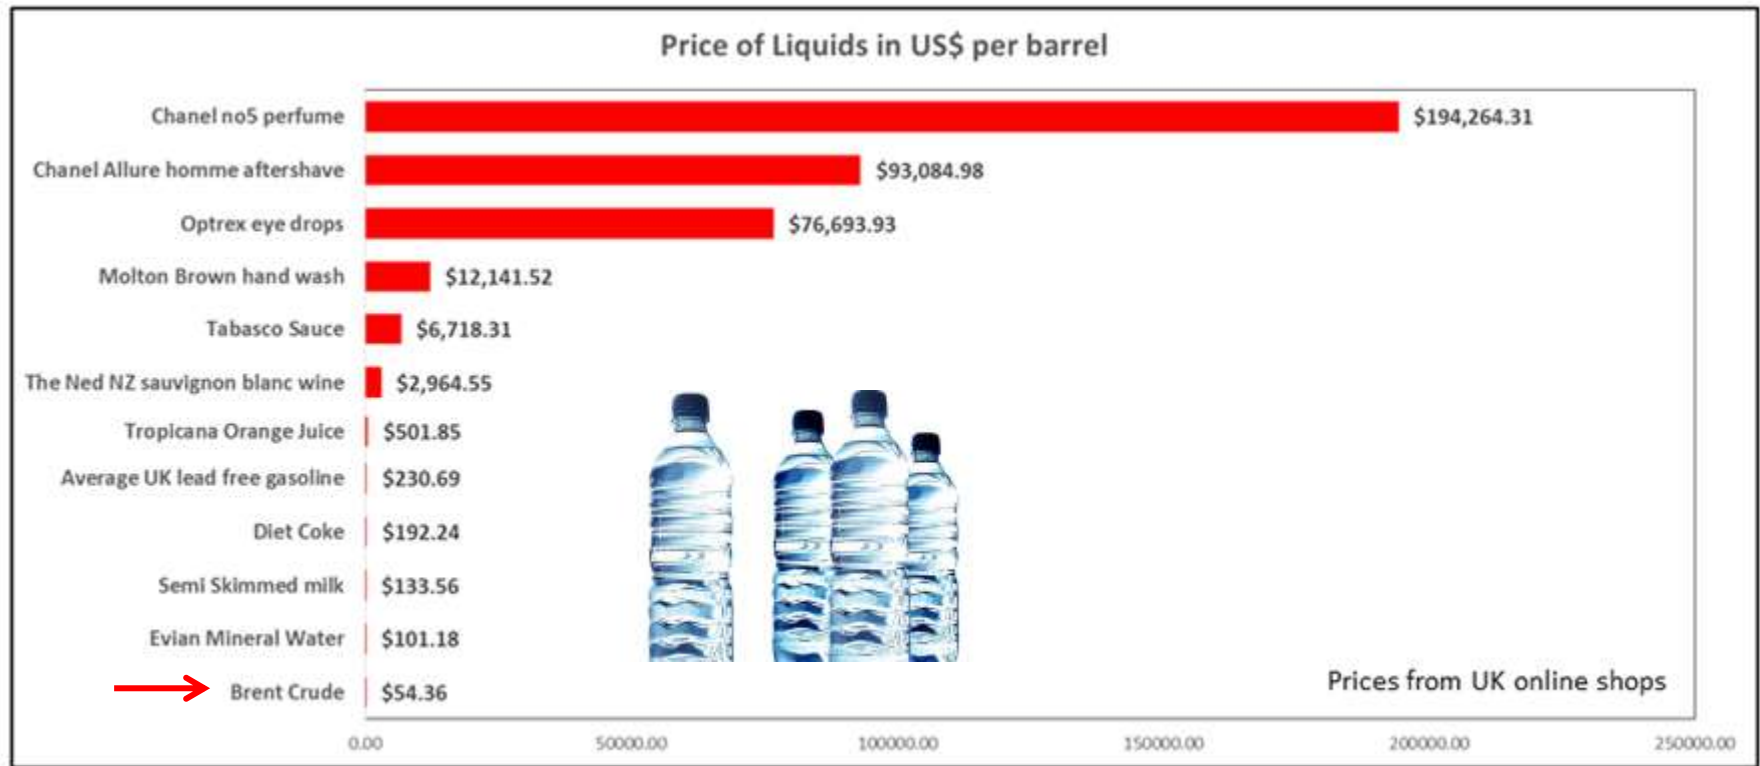 Price of Liquids in US$ per barrel
Chanel no5 perfume $194,264.31
Chanel Allure homme aftershave $93,084.98
Optrex eye drops $76,693.93
Molton Brown hand wash $12,141.52
Tabasco Sauce $6,718.31
The Ned NZ sauvignon blanc wine $2,964.55
Tropicana Orange Juice $501.85
Average UK lead free gasoline $230.69
Diet Coke $192.24
Semi Skimmed milk $133.56
Evian Mineral Water $101.18
Brent Crude $54.36
Prices from UK online shops
0.00 50000.00 100000.00 150000.00 200000.00 250000.00